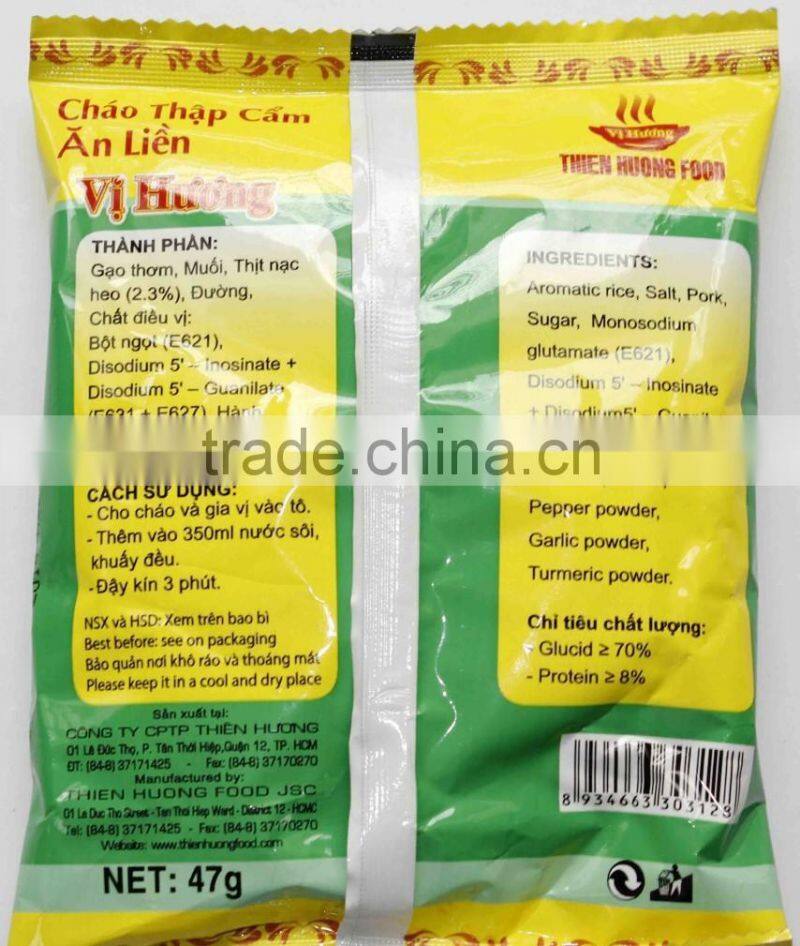 Cháo Thập Cẩm
Ăn Liền
Vị Hương
THÀNH PHẦN:
Gạo thơm, Muối, Thịt nạc
heo (2.3%), Đường,
Chất điều vị:
Bột ngọt (E621),
Disodium 5' – Inosinate +
Disodium 5' – Guanilate
(E631 + E627), Hành
CÁCH SỬ DỤNG:
- Cho cháo và gia vị vào tô.
- Thêm vào 350ml nước sôi,
khuấy đều.
- Đậy kín 3 phút.
NSX và HSD: Xem trên bao bì
Best before: see on packaging
Bảo quản nơi khô ráo và thoáng mát
Please keep it in a cool and dry place
Sản xuất tại:
CÔNG TY CPTP THIÊN HƯƠNG
01 Lê Đức Thọ, P. Tân Thới Hiệp,Quận 12, TP. HCM
ĐT: (84-8) 37171425 - Fax: (84-8) 37170270
Manufactured by:
THIEN HUONG FOOD JSC
01 Le Duc Tho Street - Tan Thoi Hiep Ward - District 12 - HCMC
Tel: (84-8) 37171425 - Fax: (84-8) 37170270
Website: www.thienhuongfood.com
NET: 47g
Vị Hương
THIEN HUONG FOOD
INGREDIENTS:
Aromatic rice, Salt, Pork,
Sugar, Monosodium
glutamate (E621),
Disodium 5' – Inosinate
+ Disodium5' –
Pepper powder,
Garlic powder,
Turmeric powder.
Chỉ tiêu chất lượng:
- Glucid ≥ 70%
- Protein ≥ 8%
8 934663 303123
trade.china.cn